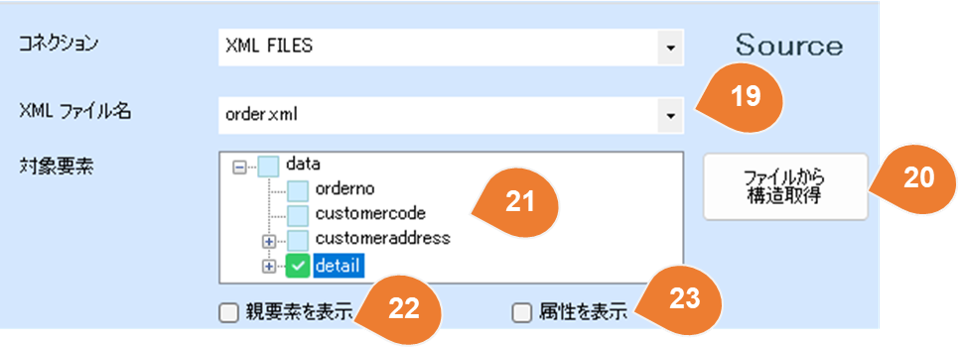 コネクション
XML FILES
Source
XML ファイル名
order.xml
19
対象要素
data
orderno
customercode
customeraddress
detail
21
ファイルから
構造取得
20
親要素を表示
22
属性を表示
23